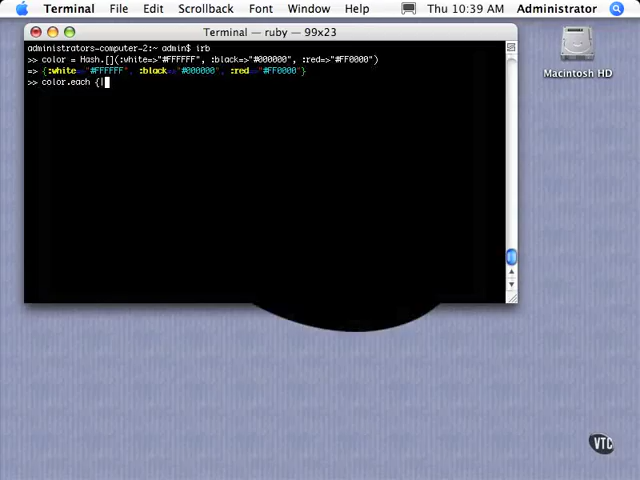 Terminal File Edit Scrollback Font Window Help Thu 10:39 AM Administrator
Terminal — ruby — 99x23
administrators-computer-2:~ admin$ irb
>> color = Hash.[](:white=>"#FFFFFF", :black=>"#000000", :red=>"#FF0000")
=> {:white=>"#FFFFFF", :black=>"#000000", :red=>"#FF0000"}
>> color.each {|
Macintosh HD
VTC